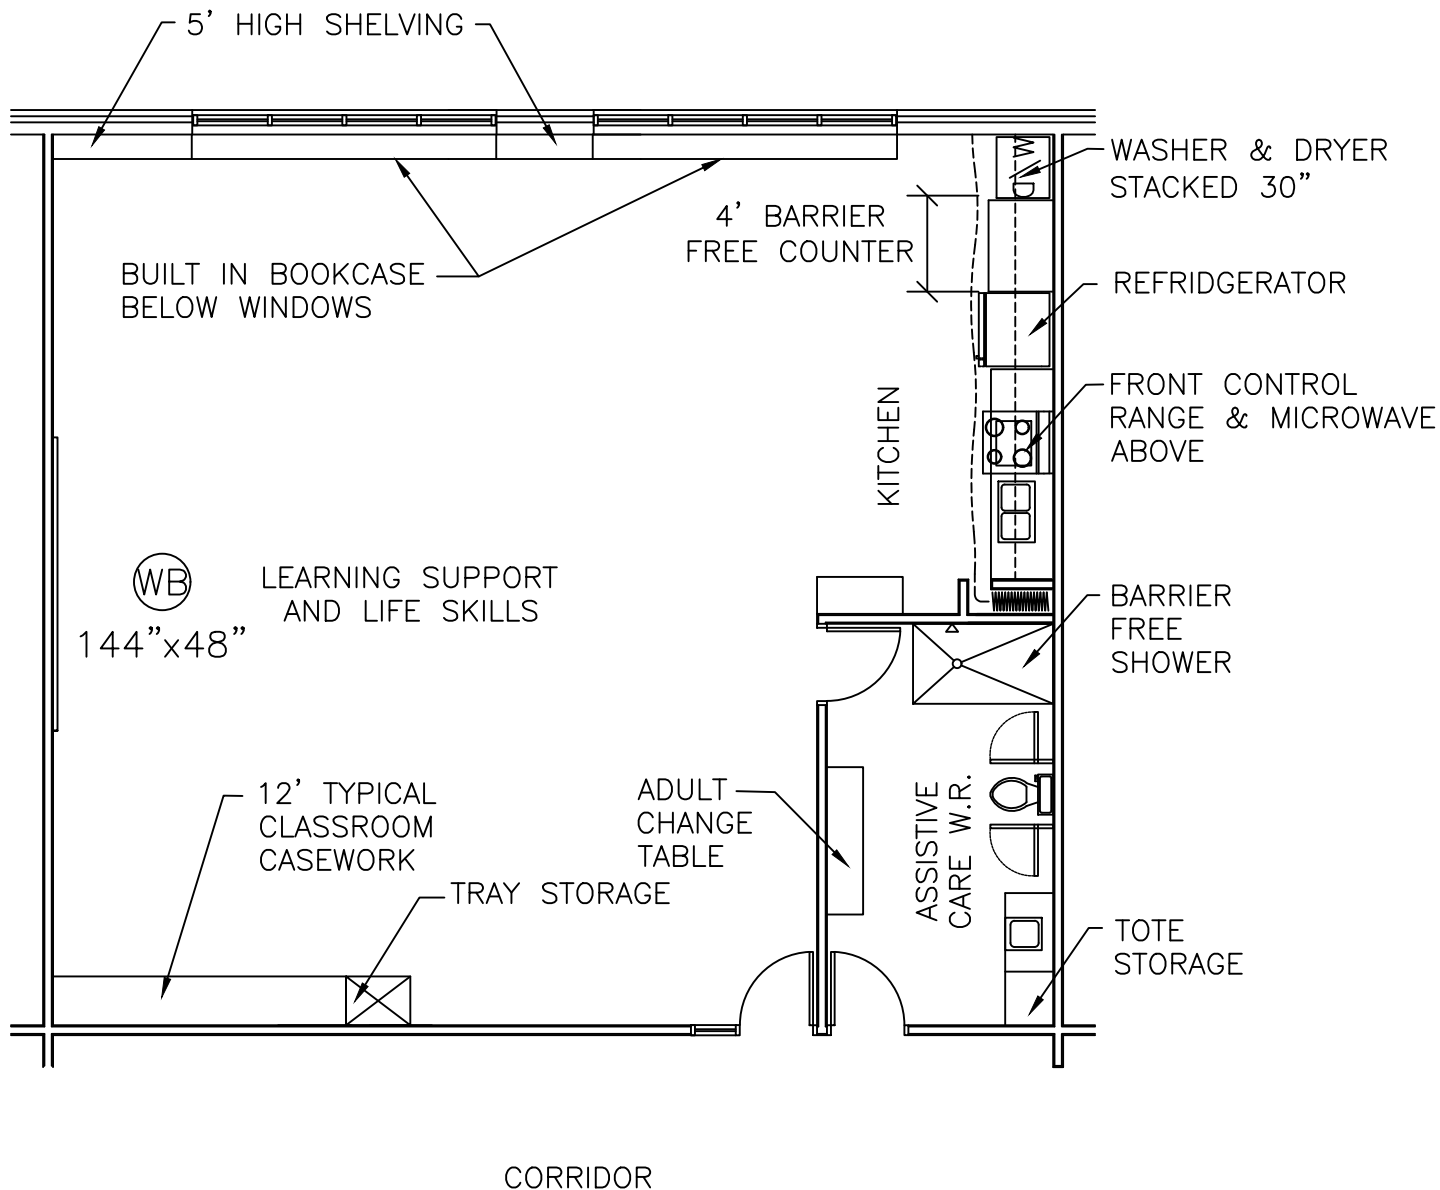 5' HIGH SHELVING
W
D
WASHER & DRYER
STACKED 30"
4' BARRIER
FREE COUNTER
BUILT IN BOOKCASE
BELOW WINDOWS
REFRIDGERATOR
FRONT CONTROL
RANGE & MICROWAVE
ABOVE
KITCHEN
WB
144"x48"
LEARNING SUPPORT
AND LIFE SKILLS
BARRIER
FREE
SHOWER
12' TYPICAL
CLASSROOM
CASEWORK
TRAY STORAGE
ADULT
CHANGE
TABLE
ASSISTIVE
CARE W.R.
TOTE
STORAGE
CORRIDOR